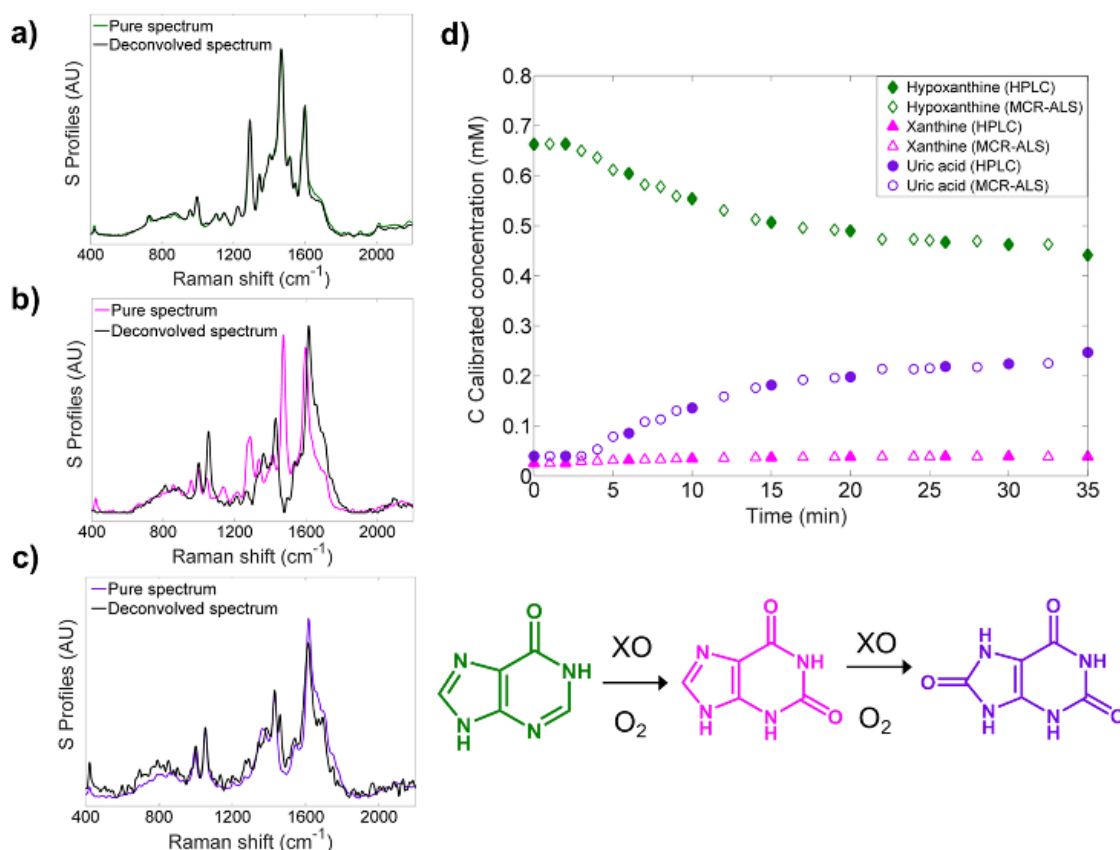 a)
Pure spectrum
Deconvolved spectrum
S Profiles (AU)
400 800 1200 1600 2000
Raman shift (cm-1)
b)
Pure spectrum
Deconvolved spectrum
S Profiles (AU)
400 800 1200 1600 2000
Raman shift (cm-1)
c)
Pure spectrum
Deconvolved spectrum
S Profiles (AU)
400 800 1200 1600 2000
Raman shift (cm-1)
d)
Hypoxanthine (HPLC)
Hypoxanthine (MCR-ALS)
Xanthine (HPLC)
Xanthine (MCR-ALS)
Uric acid (HPLC)
Uric acid (MCR-ALS)
C Calibrated concentration (mM)
0.8
0.7
0.6
0.5
0.4
0.3
0.2
0.1
0
0 5 10 15 20 25 30 35
Time (min)
O
N
NH
N
H
N
XO
O2
O
N
NH
N
H
N
H
O
XO
O2
H
N
O
NH
O
N
H
N
H
O